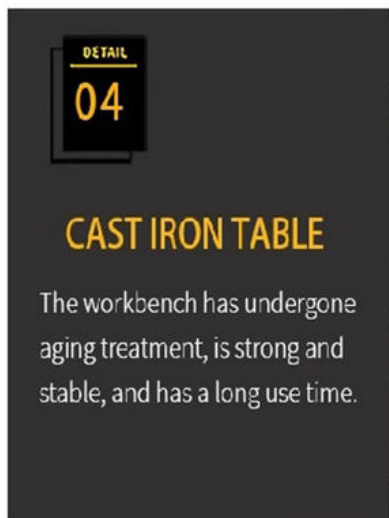 DETAIL
04
CAST IRON TABLE
The workbench has undergone
aging treatment, is strong and
stable, and has a long use time.